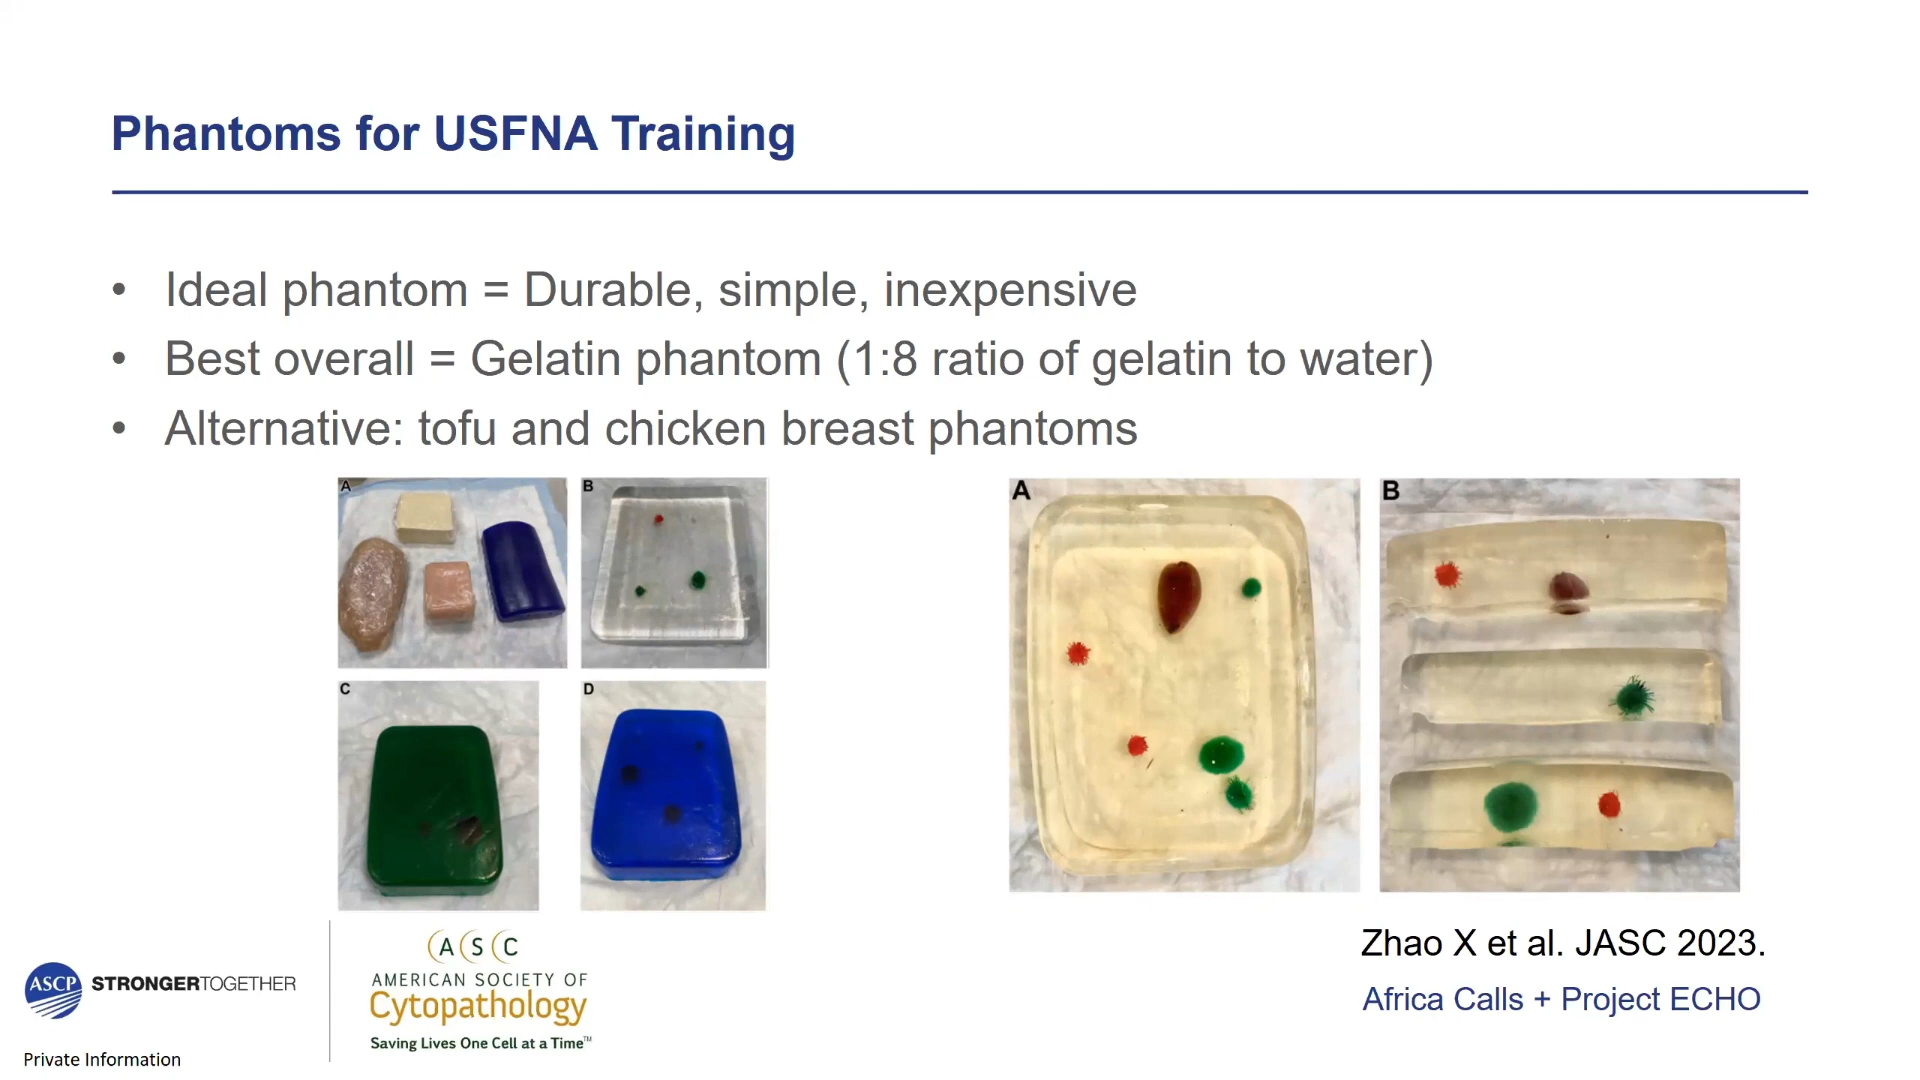 Phantoms for USFNA Training
• Ideal phantom = Durable, simple, inexpensive
• Best overall = Gelatin phantom (1:8 ratio of gelatin to water)
• Alternative: tofu and chicken breast phantoms
A
B
C
D
A
B
Zhao X et al. JASC 2023.
Africa Calls + Project ECHO
ASCP STRONGERTOGETHER
A S C
AMERICAN SOCIETY OF
Cytopathology
Saving Lives One Cell at a Time™
Private Information